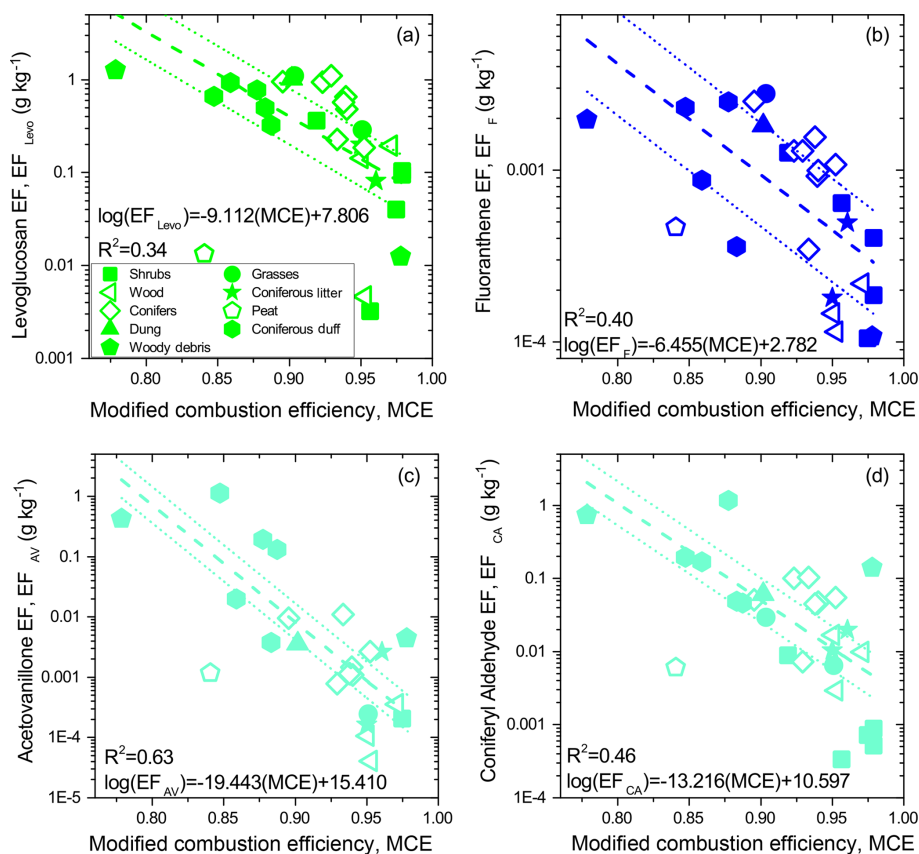 (a)
Levoglucosan EF, EF Levo (g kg-1)
1
0.1
0.01
0.001
log(EF Levo)=-9.112(MCE)+7.806
R2=0.34
Shrubs
Grasses
Wood
Coniferous litter
Conifers
Peat
Dung
Coniferous duff
Woody debris
0.80 0.85 0.90 0.95 1.00
Modified combustion efficiency, MCE
(b)
Fluoranthene EF, EF F (g kg-1)
0.001
1E-4
R2=0.40
log(EF F)=-6.455(MCE)+2.782
0.80 0.85 0.90 0.95 1.00
Modified combustion efficiency, MCE
(c)
Acetovanillone EF, EF AV (g kg-1)
1
0.1
0.01
0.001
1E-4
1E-5
R2=0.63
log(EFAV)=-19.443(MCE)+15.410
0.80 0.85 0.90 0.95 1.00
Modified combustion efficiency, MCE
(d)
Coniferyl Aldehyde EF, EF CA (g kg-1)
1
0.1
0.01
0.001
1E-4
R2=0.46
log(EFCA)=-13.216(MCE)+10.597
0.80 0.85 0.90 0.95 1.00
Modified combustion efficiency, MCE